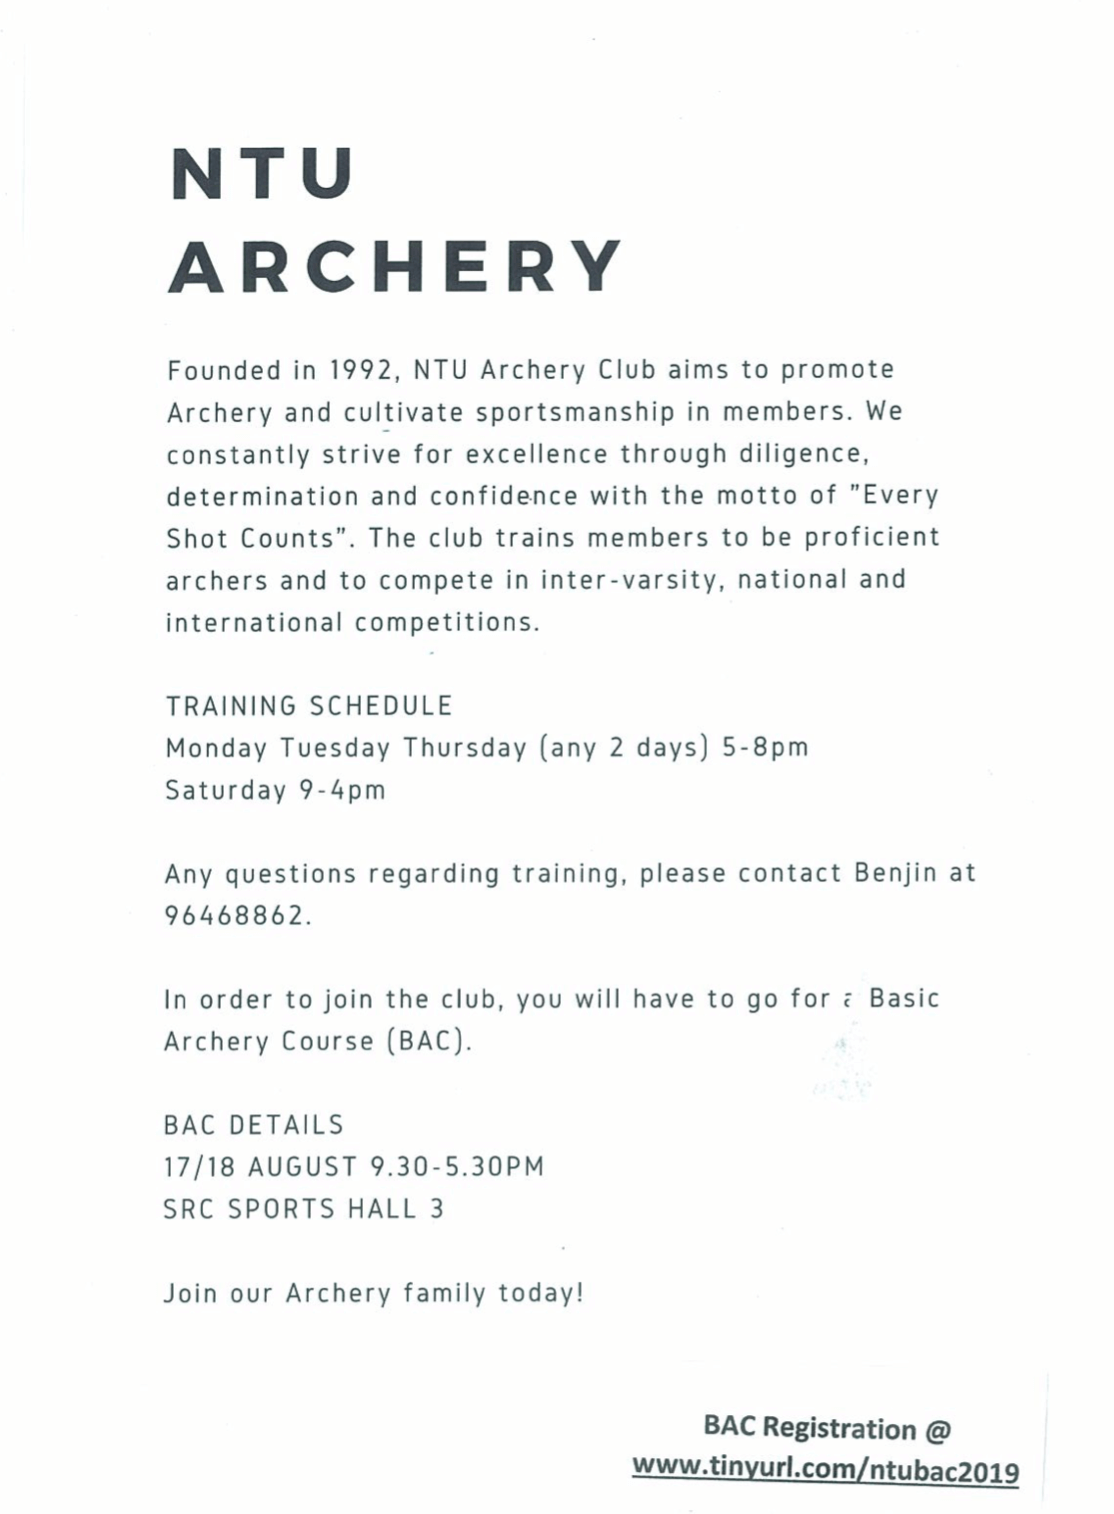 NTU
ARCHERY
Founded in 1992, NTU Archery Club aims to promote
Archery and cultivate sportsmanship in members. We
constantly strive for excellence through diligence,
determination and confidence with the motto of "Every
Shot Counts". The club trains members to be proficient
archers and to compete in inter-varsity, national and
international competitions.
TRAINING SCHEDULE
Monday Tuesday Thursday (any 2 days) 5-8pm
Saturday 9-4pm
Any questions regarding training, please contact Benjin at
96468862.
In order to join the club, you will have to go for a Basic
Archery Course (BAC).
BAC DETAILS
17/18 AUGUST 9.30-5.30PM
SRC SPORTS HALL 3
Join our Archery family today!
BAC Registration @
www.tinyurl.com/ntubac2019